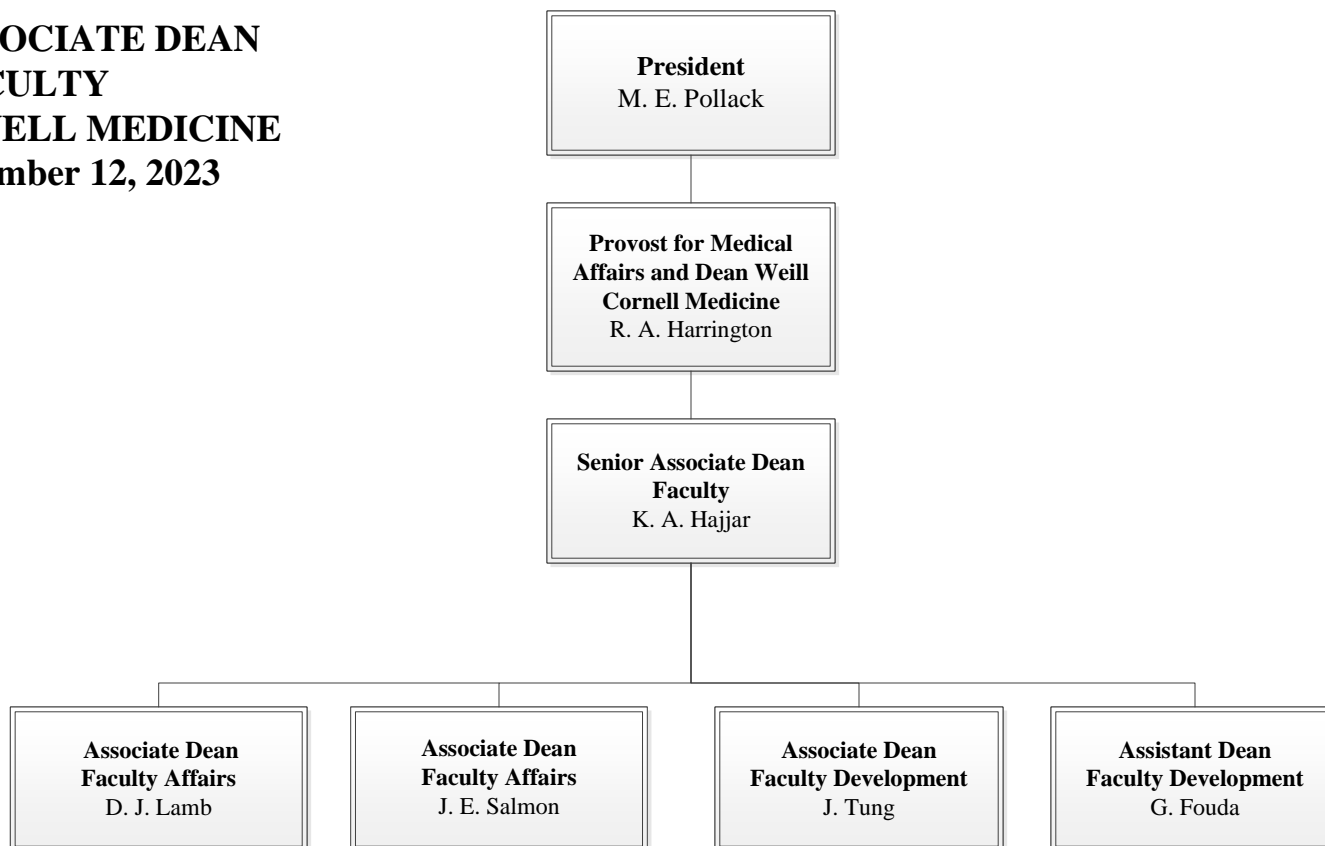 OCIATE DEAN
CULTY
ELL MEDICINE
mber 12, 2023
President
M. E. Pollack
Provost for Medical
Affairs and Dean Weill
Cornell Medicine
R. A. Harrington
Senior Associate Dean
Faculty
K. A. Hajjar
Associate Dean
Faculty Affairs
D. J. Lamb
Associate Dean
Faculty Affairs
J. E. Salmon
Associate Dean
Faculty Development
J. Tung
Assistant Dean
Faculty Development
G. Fouda